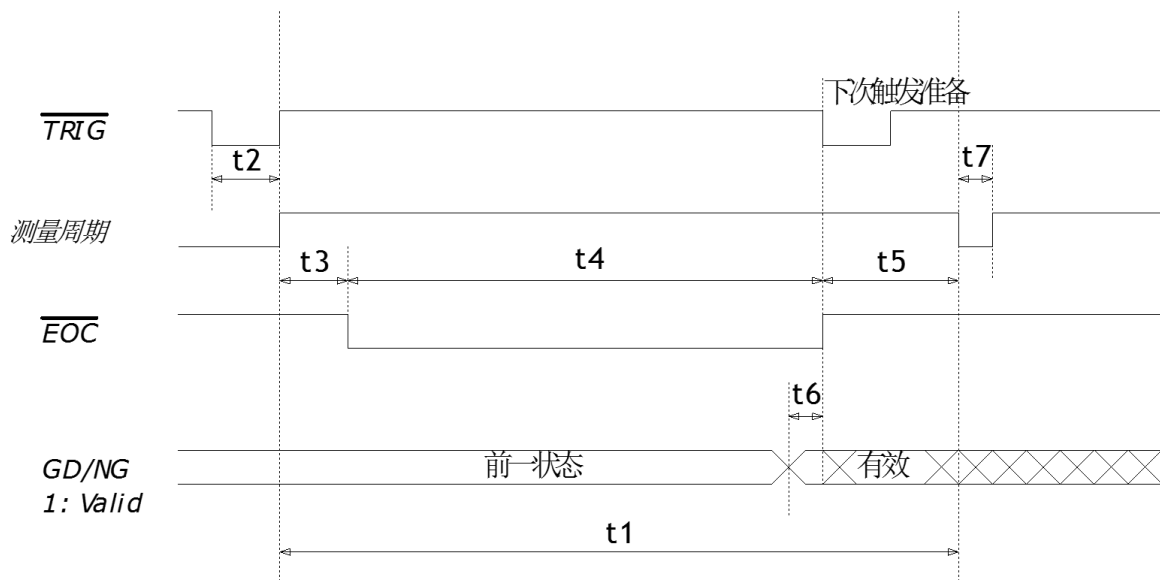 下次触发准备
TRIG
t2
t7
测量周期
t3
t4
t5
EOC
t6
GD/NG
前一状态
有效
1: Valid
t1